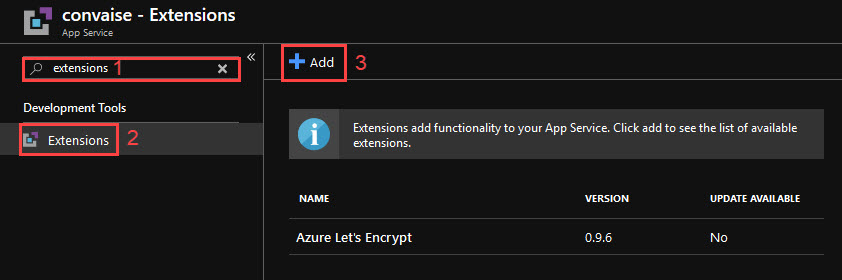 convaise - Extensions
App Service
extensions 1
«
Development Tools
Extensions 2
Add 3
Extensions add functionality to your App Service. Click add to see the list of available
extensions.
NAME VERSION UPDATE AVAILABLE
Azure Let's Encrypt 0.9.6 No